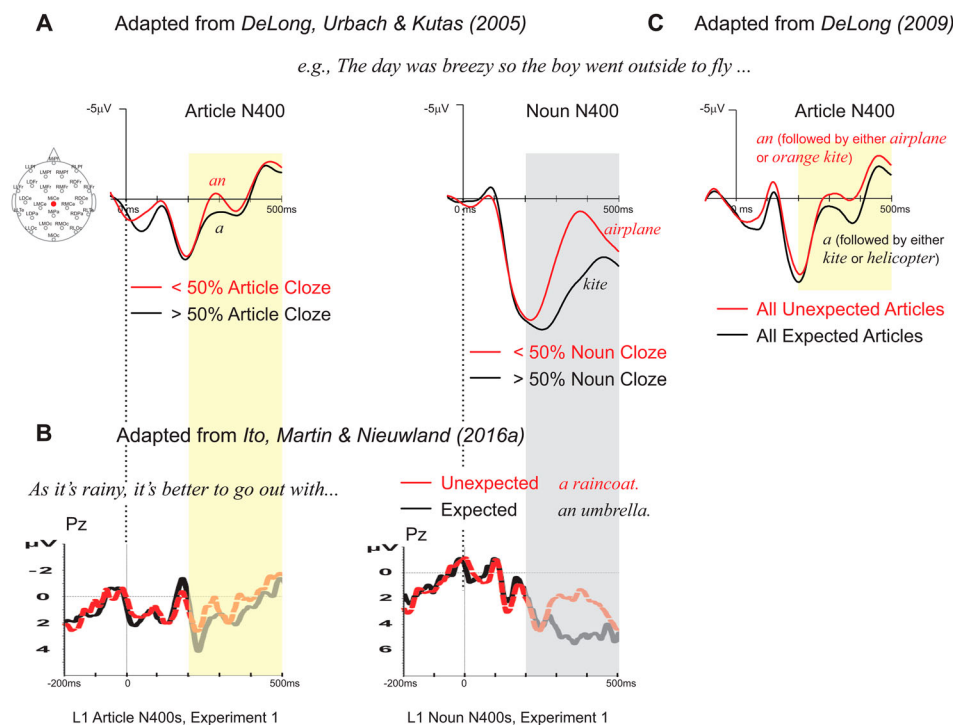 A Adapted from DeLong, Urbach & Kutas (2005)
C Adapted from DeLong (2009)
e.g., The day was breezy so the boy went outside to fly ...
-5µV
Article N400
an
a
0ms
500ms
< 50% Article Cloze
> 50% Article Cloze
-5µV
Noun N400
airplane
kite
0ms
500ms
< 50% Noun Cloze
> 50% Noun Cloze
-5µV
Article N400
an (followed by either airplane
or orange kite)
a (followed by either
kite or helicopter)
0ms
500ms
All Unexpected Articles
All Expected Articles
MiCe
MiPa
MiOc
B Adapted from Ito, Martin & Nieuwland (2016a)
As it's rainy, it's better to go out with...
Unexpected a raincoat.
Expected an umbrella.
Pz
µV
-2
0
2
4
-200ms
0
500ms
L1 Article N400s, Experiment 1
Pz
µV
0
2
4
6
-200ms
0
500ms
L1 Noun N400s, Experiment 1